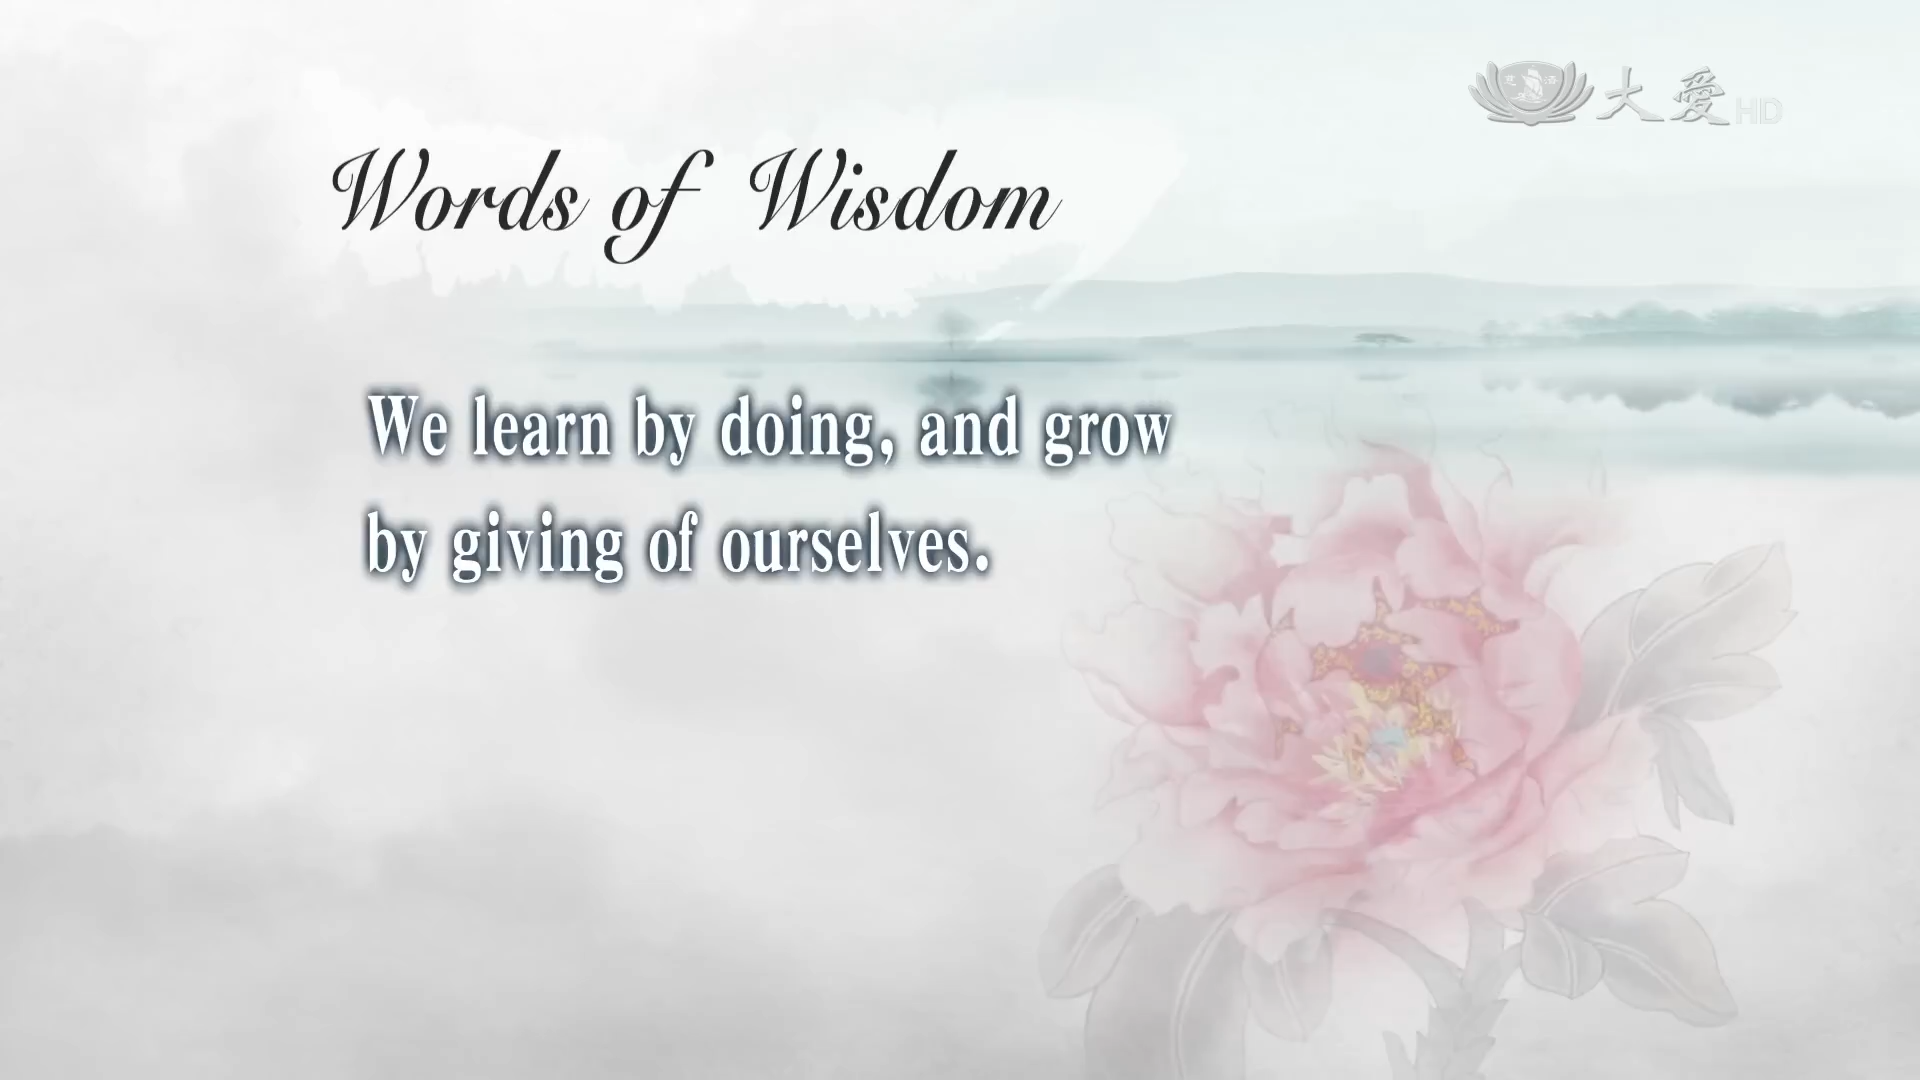 大愛HD
Words of Wisdom
We learn by doing, and grow
by giving of ourselves.